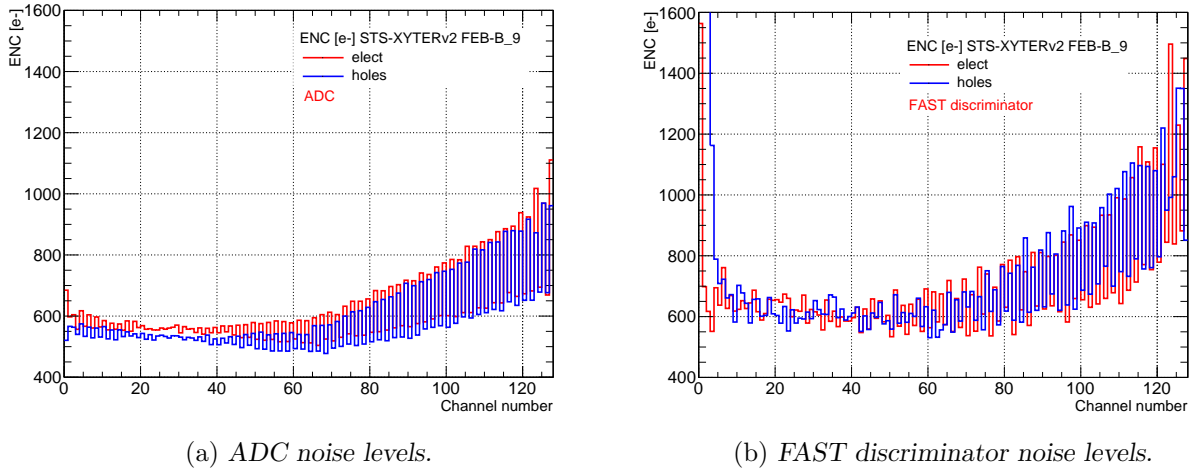 ENC [e-]
1600
1400
1200
1000
800
600
400
0 20 40 60 80 100 120
Channel number
ENC [e-] STS-XYTERv2 FEB-B_9
elect
holes
ADC
(a) ADC noise levels.
ENC [e-]
1600
1400
1200
1000
800
600
400
0 20 40 60 80 100 120
Channel number
ENC [e-] STS-XYTERv2 FEB-B_9
elect
holes
FAST discriminator
(b) FAST discriminator noise levels.